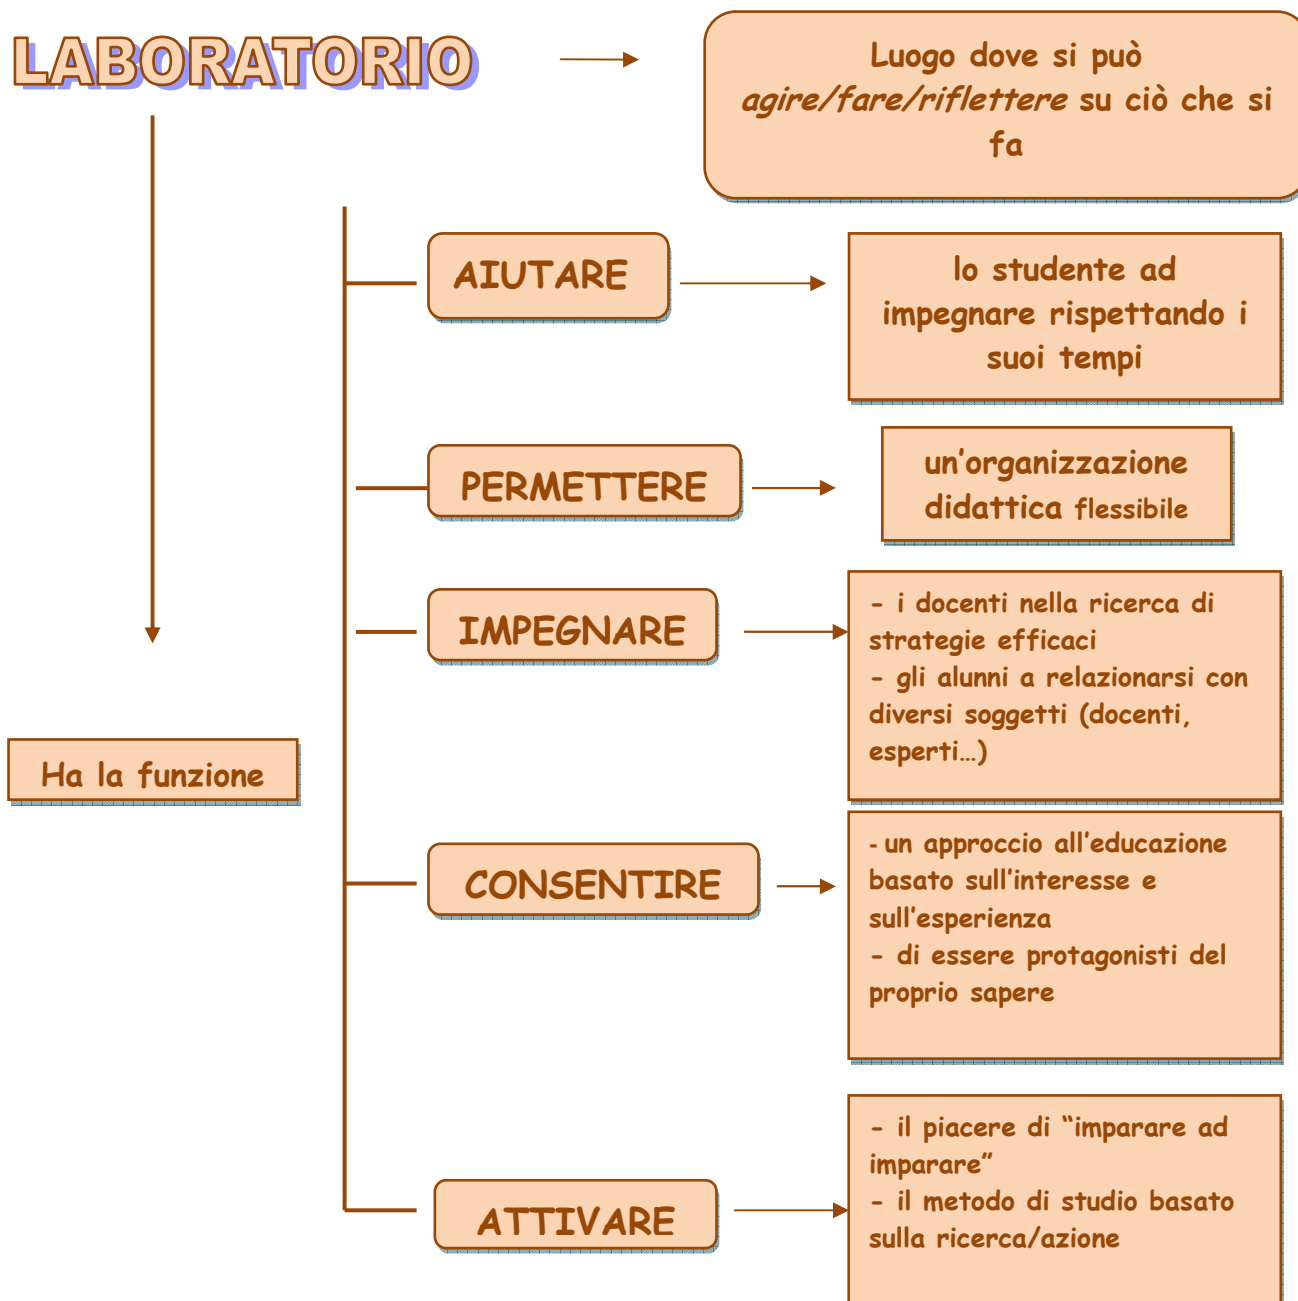 LABORATORIO
Luogo dove si può
agire/fare/riflettere su ciò che si
fa
AIUTARE
lo studente ad
impegnare rispettando i
suoi tempi
PERMETTERE
un'organizzazione
didattica flessibile
IMPEGNARE
- i docenti nella ricerca di
strategie efficaci
- gli alunni a relazionarsi con
diversi soggetti (docenti,
esperti…)
Ha la funzione
CONSENTIRE
- un approccio all'educazione
basato sull'interesse e
sull'esperienza
- di essere protagonisti del
proprio sapere
ATTIVARE
- il piacere di "imparare ad
imparare"
- il metodo di studio basato
sulla ricerca/azione